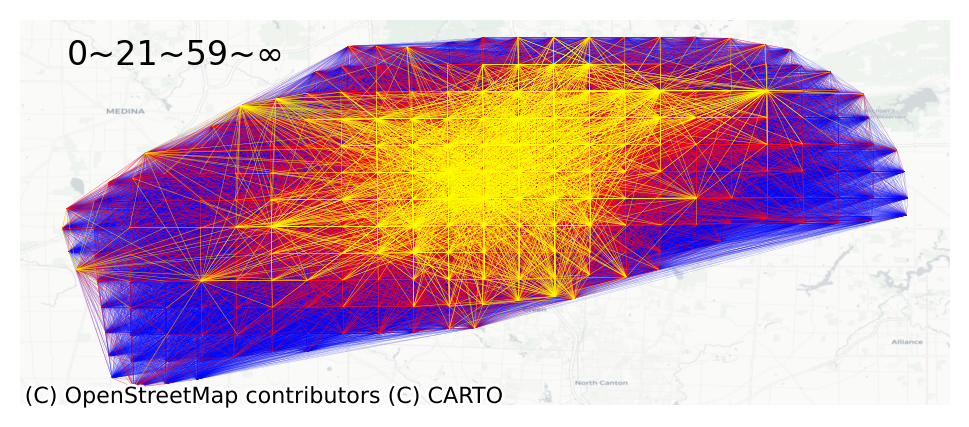 0~21~59~∞
MEDINA
North Canton
Alliance
(C) OpenStreetMap contributors (C) CARTO